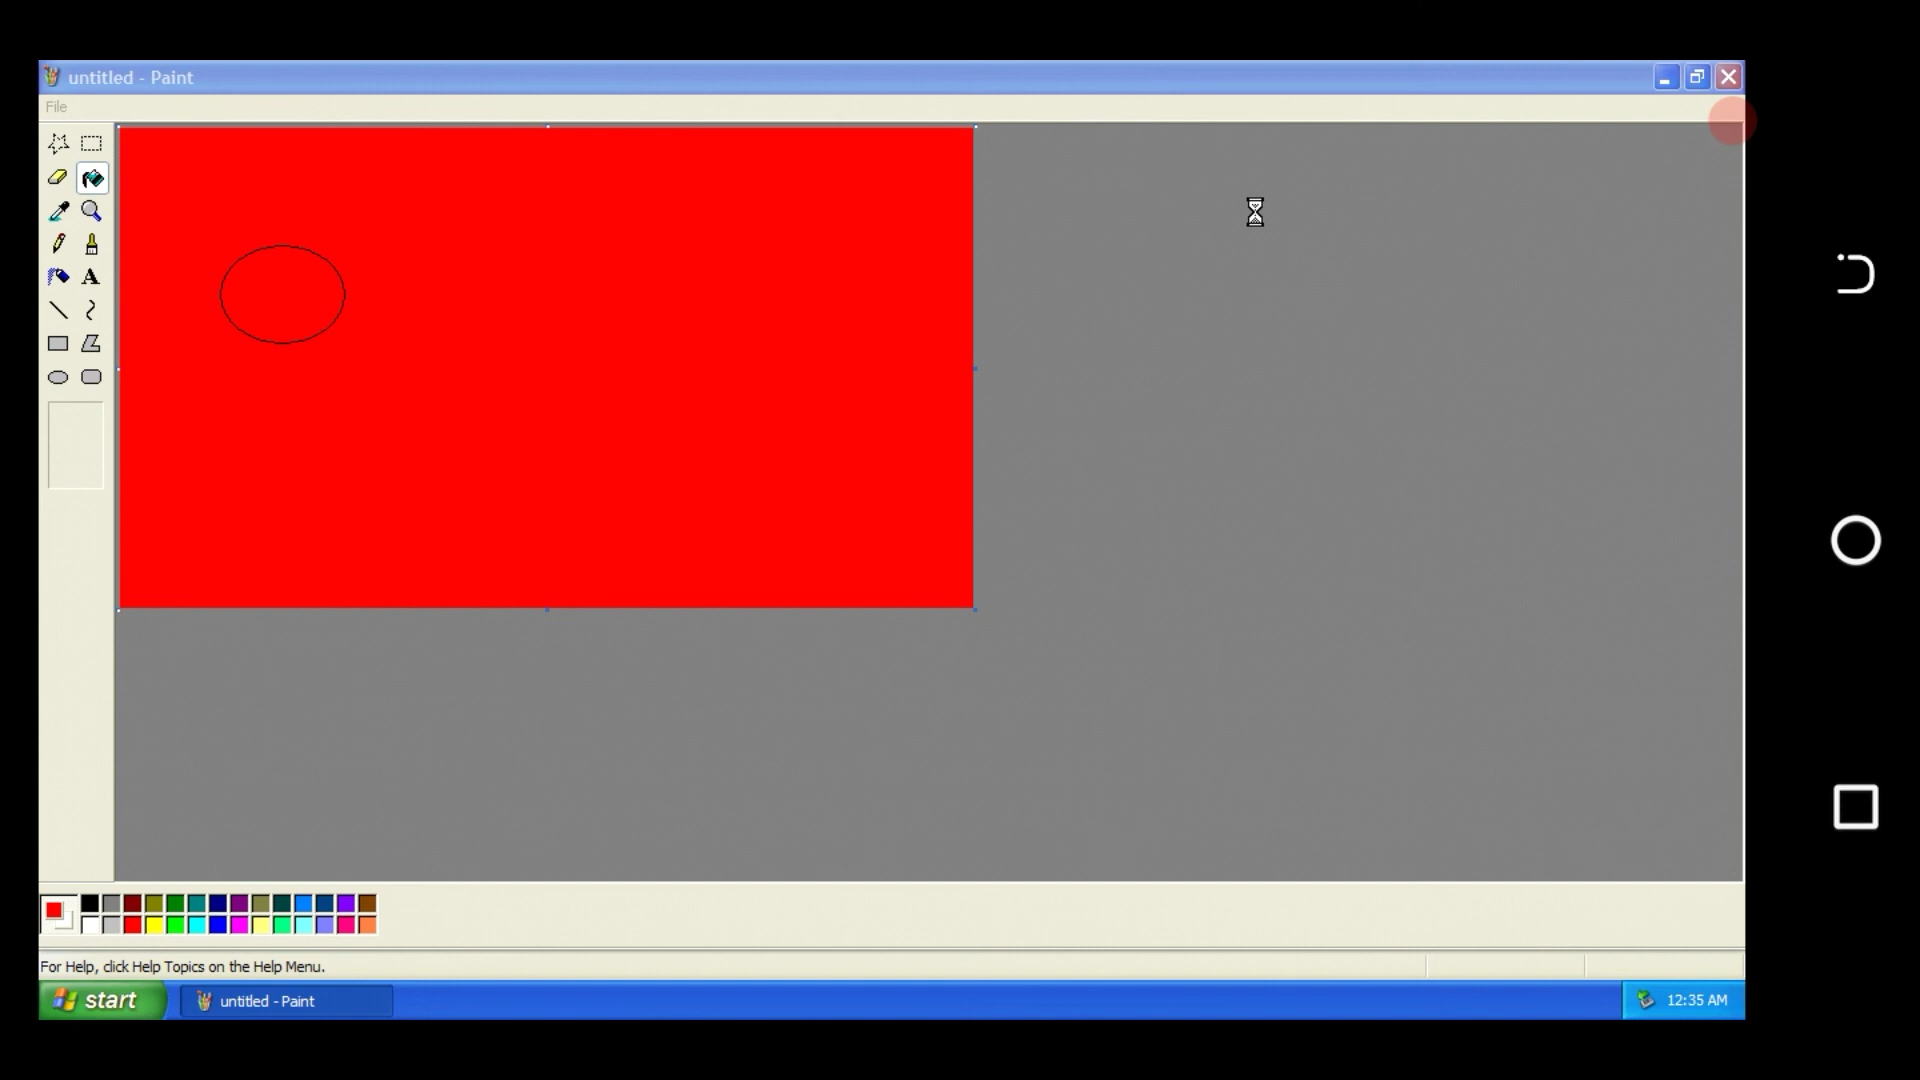 untitled - Paint
File
A
For Help, click Help Topics on the Help Menu.
start
untitled - Paint
12:35 AM